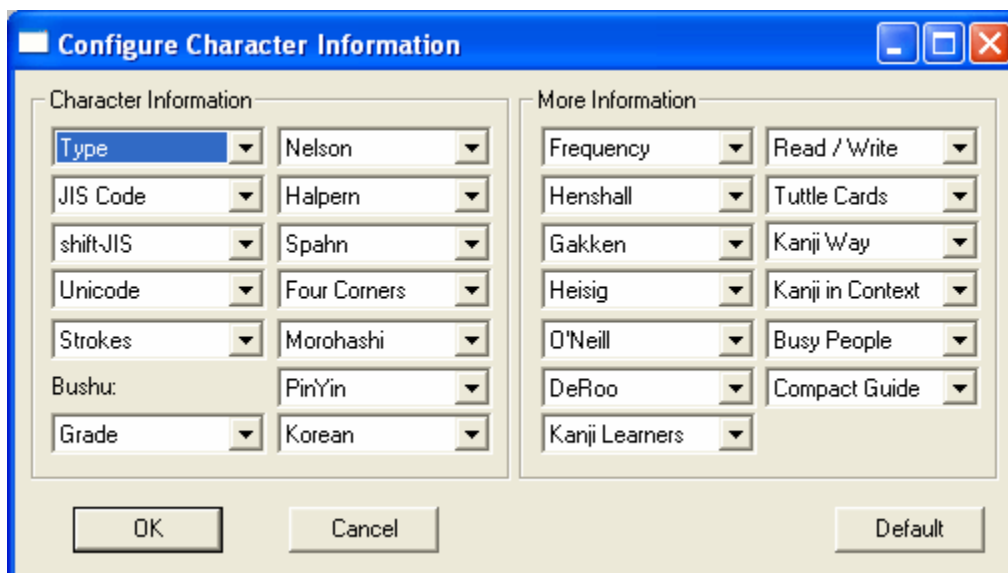 Configure Character Information
Character Information
Type Nelson
JIS Code Halpern
shift-JIS Spahn
Unicode Four Corners
Strokes Morohashi
Bushu: PinYin
Grade Korean
More Information
Frequency Read / Write
Henshall Tuttle Cards
Gakken Kanji Way
Heisig Kanji in Context
O'Neill Busy People
DeRoo Compact Guide
Kanji Learners
OK Cancel Default